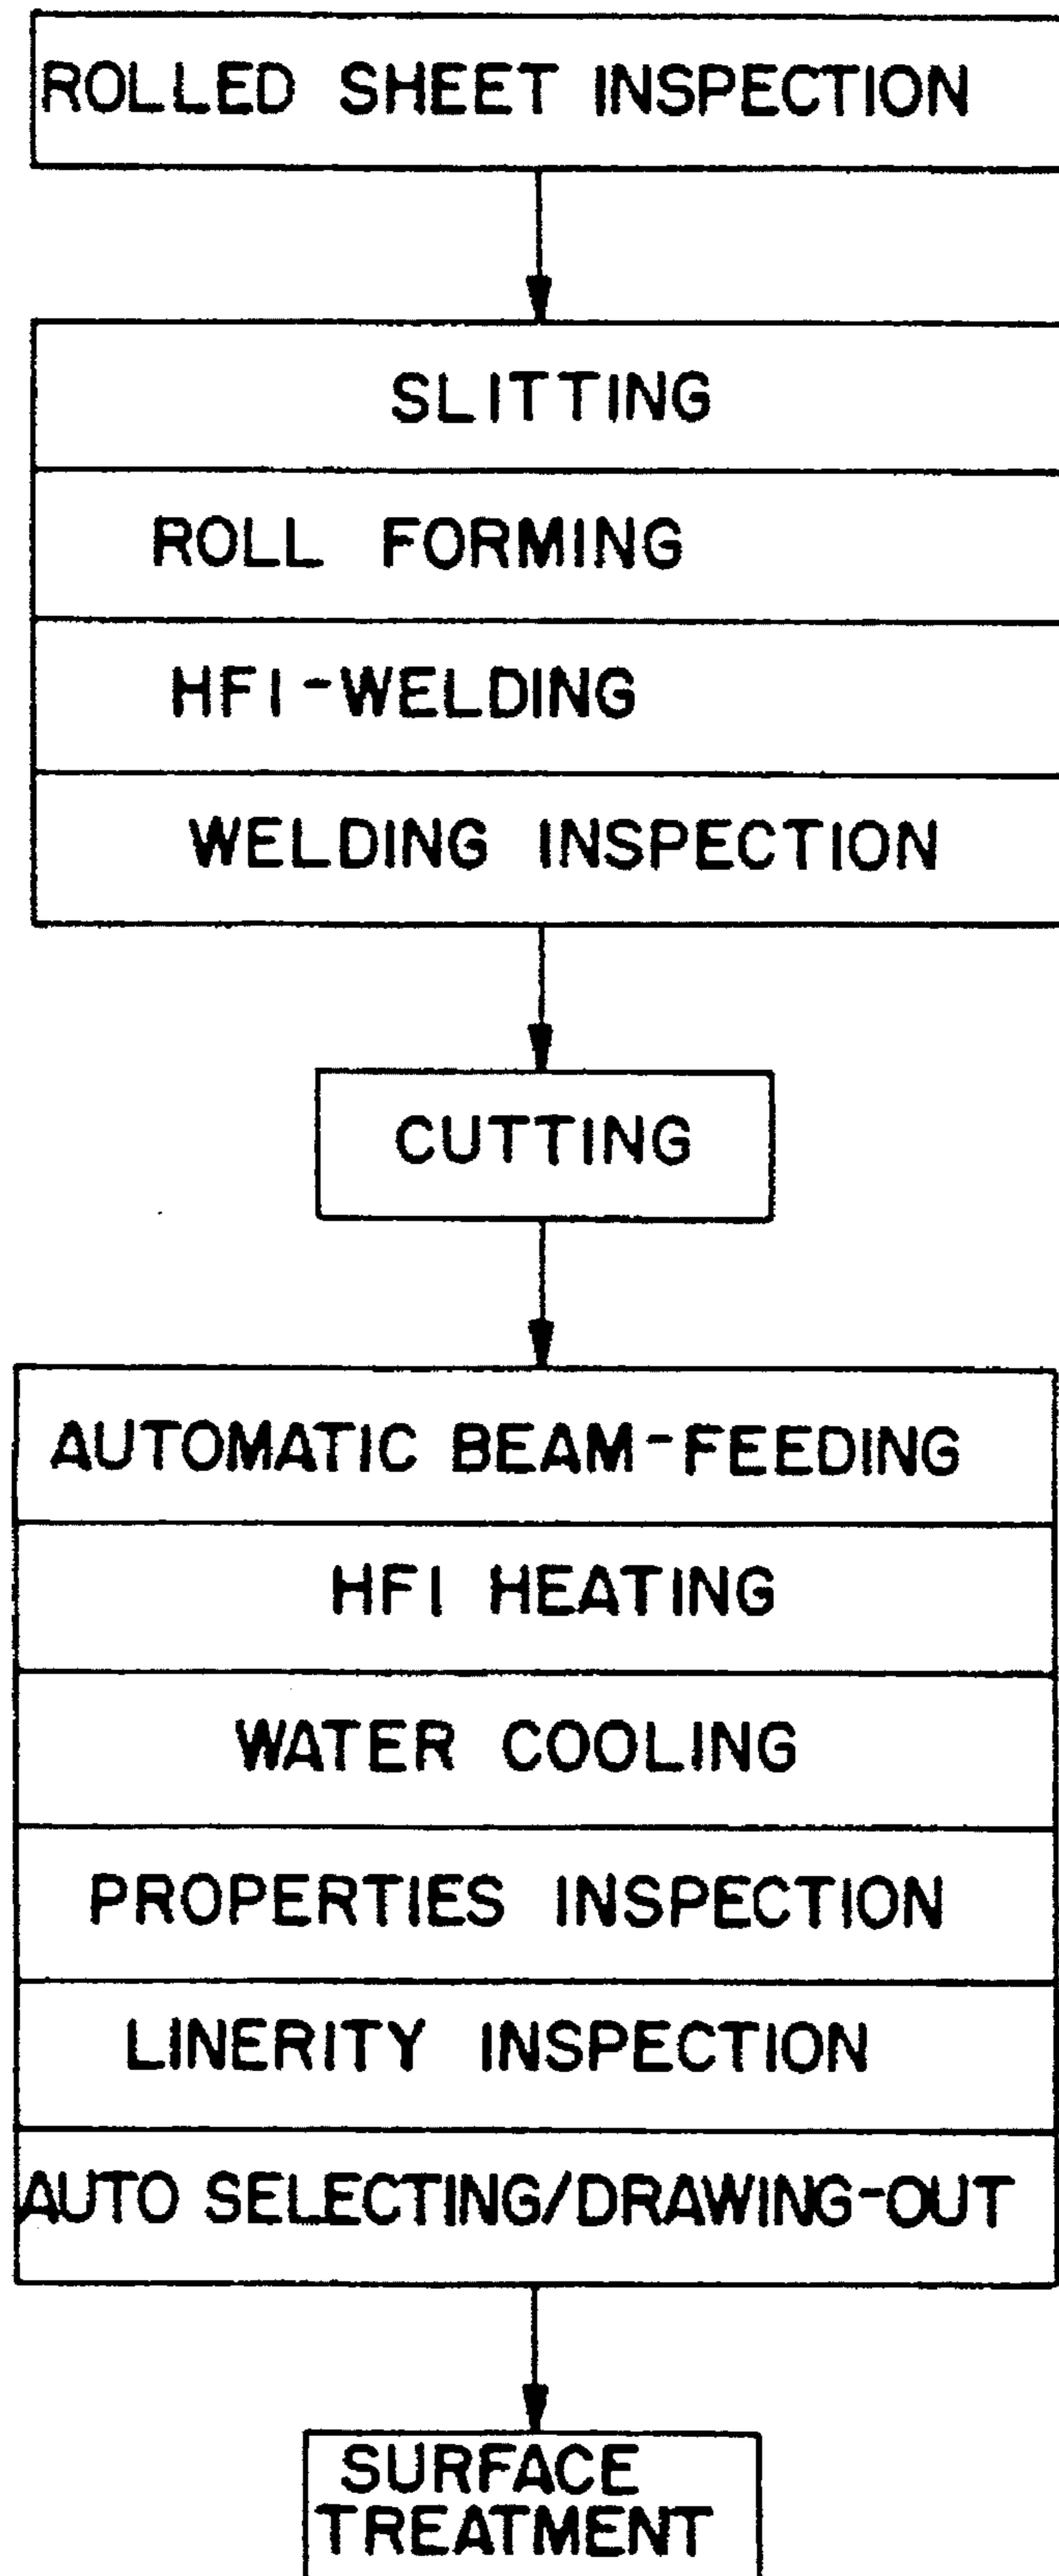 ROLLED SHEET INSPECTION
SLITTING
ROLL FORMING
HFI-WELDING
WELDING INSPECTION
CUTTING
AUTOMATIC BEAM-FEEDING
HFI HEATING
WATER COOLING
PROPERTIES INSPECTION
LINERITY INSPECTION
AUTO SELECTING/DRAWING-OUT
SURFACE
TREATMENT